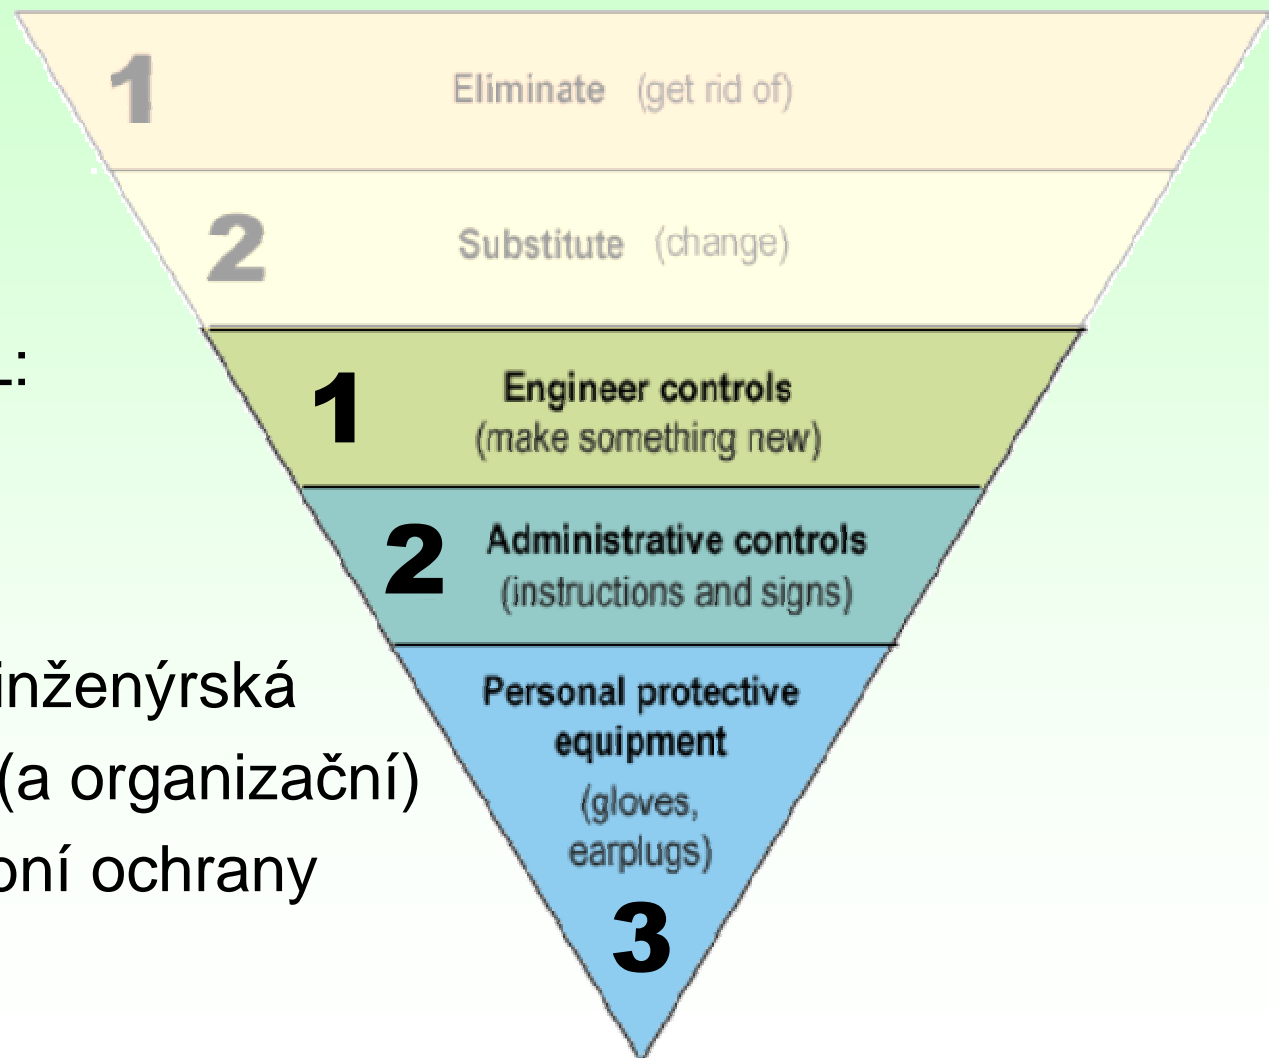 1 Eliminate (get rid of)
2 Substitute (change)
1 Engineer controls
(make something new)
2 Administrative controls
(instructions and signs)
inženýrská
Personal protective
equipment
(a organizační)
(gloves,
earplugs)
ochrany
3